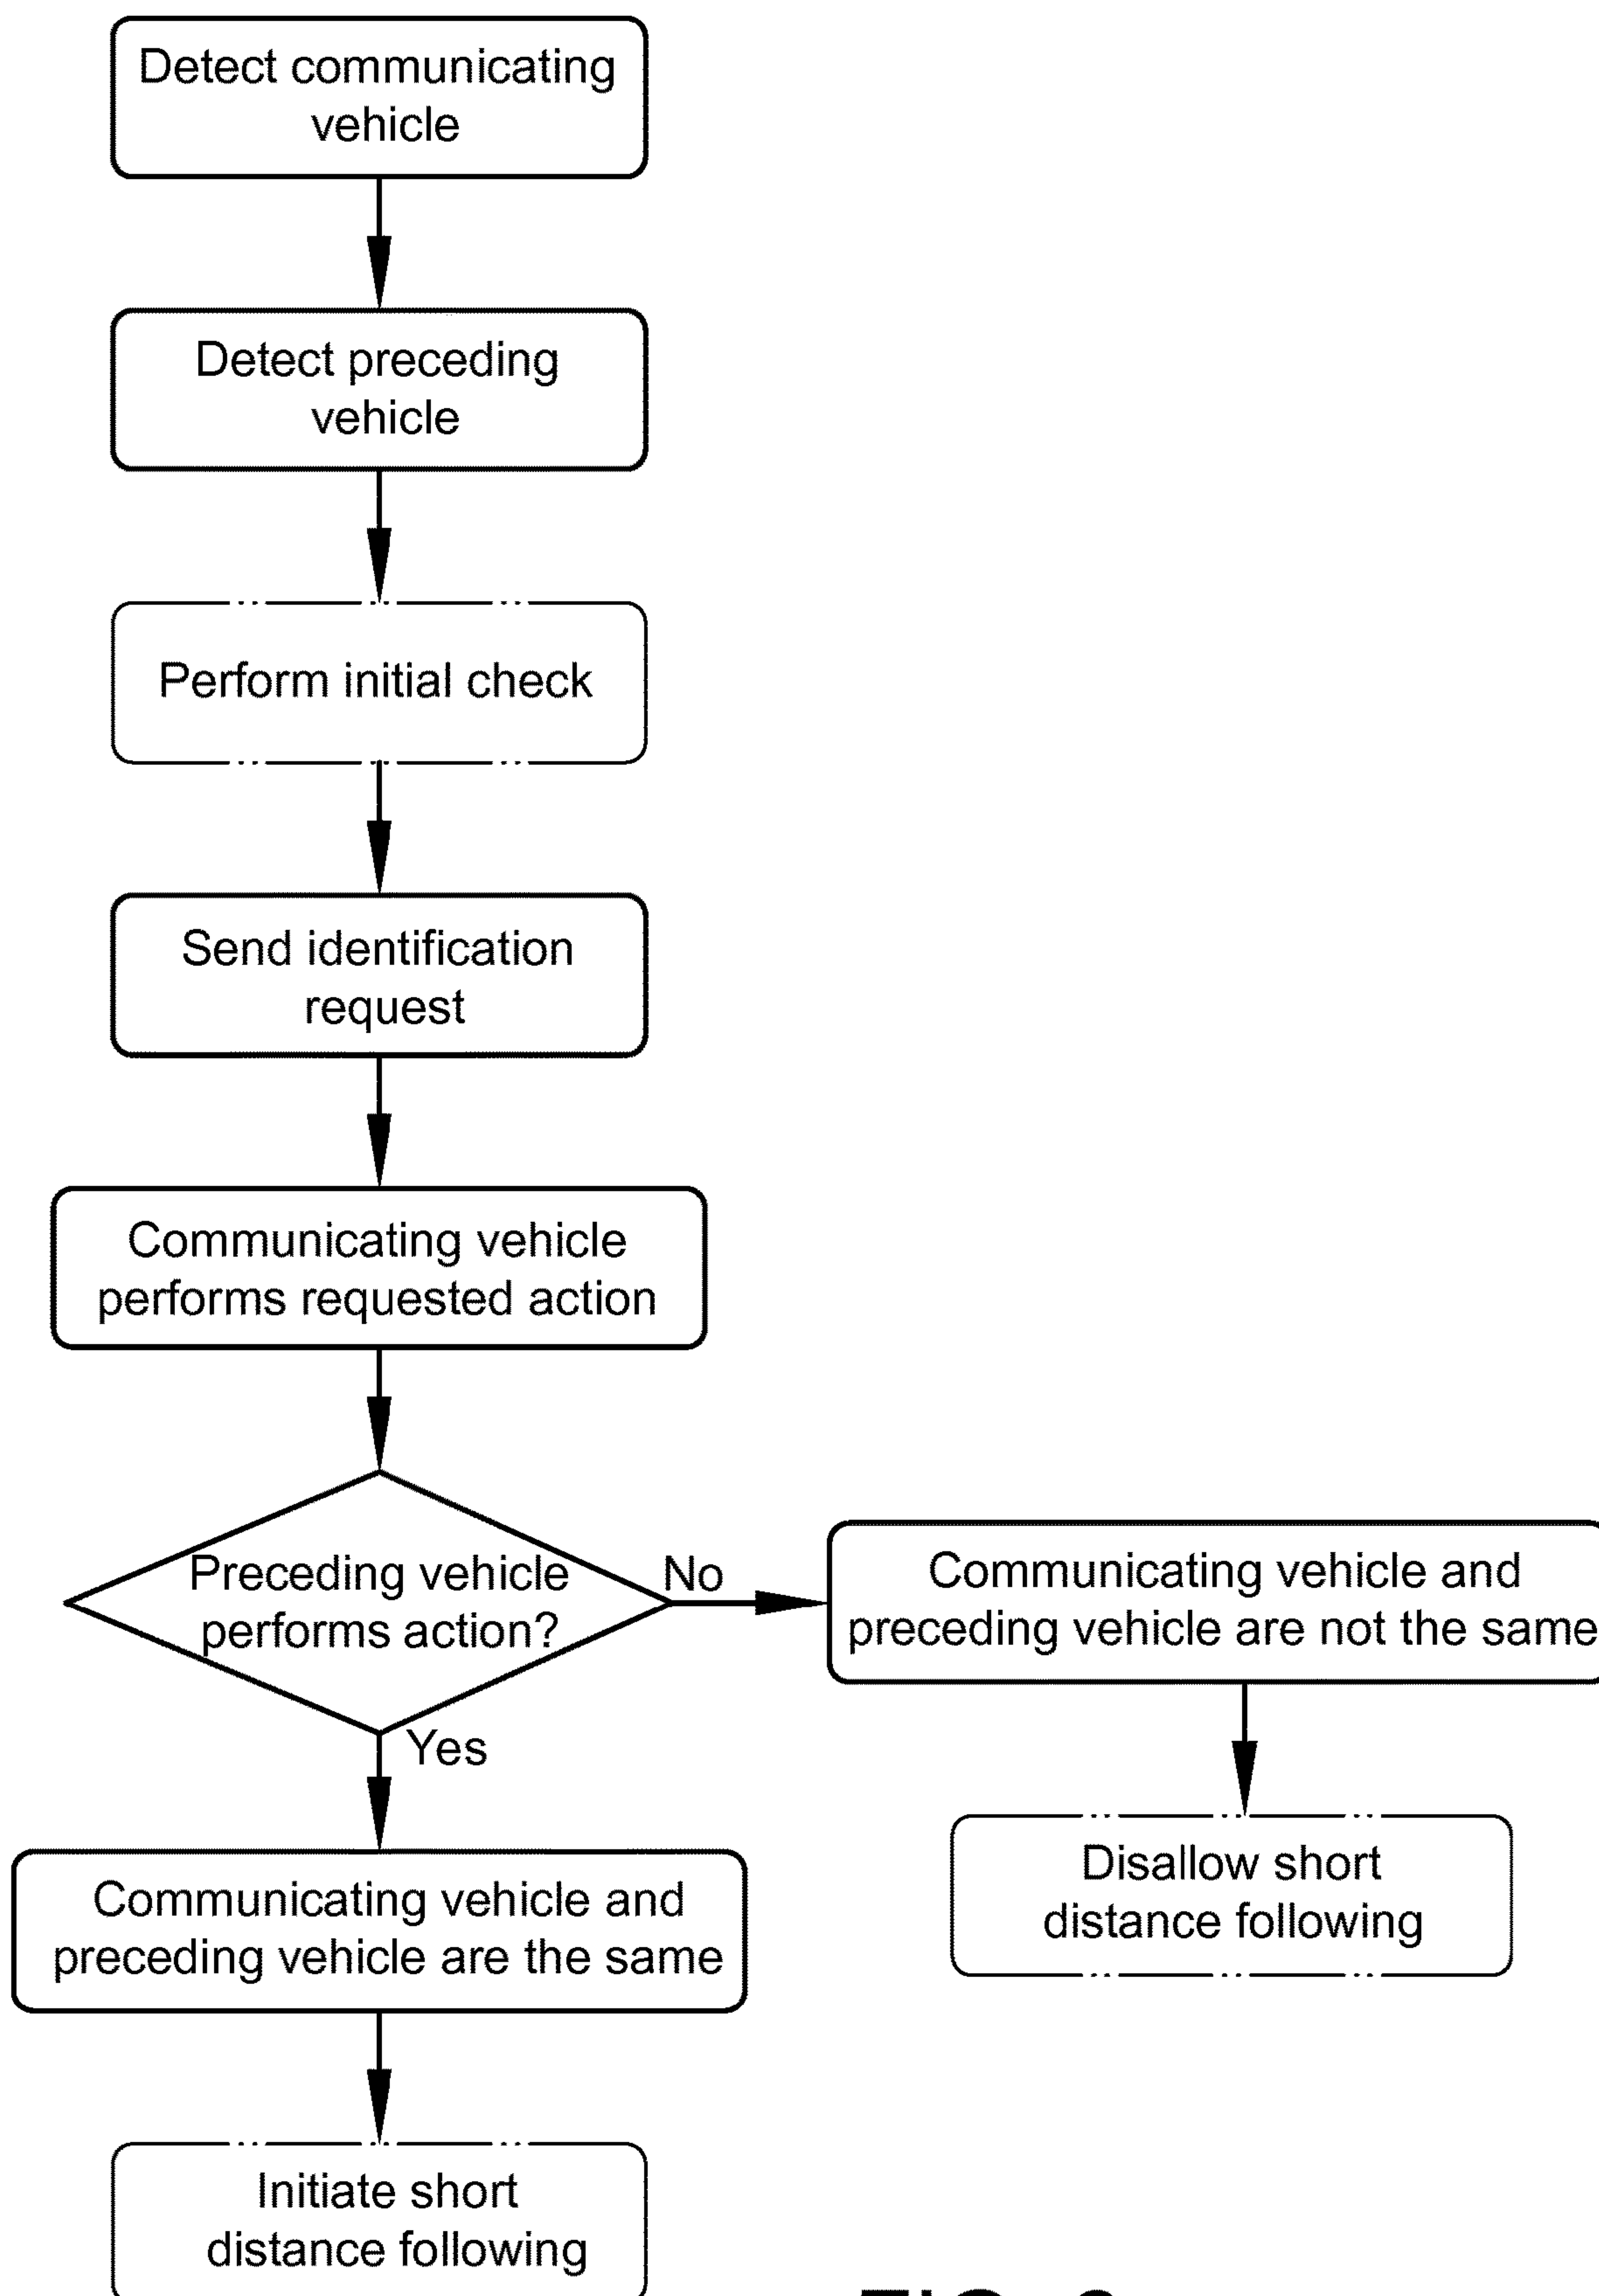 Detect communicating
vehicle
Detect preceding
vehicle
Perform initial check
Send identification
request
Communicating vehicle
performs requested action
Preceding vehicle
performs action?
No
Communicating vehicle and
preceding vehicle are not the same
Yes
Disallow short
distance following
Communicating vehicle and
preceding vehicle are the same
Initiate short
distance following